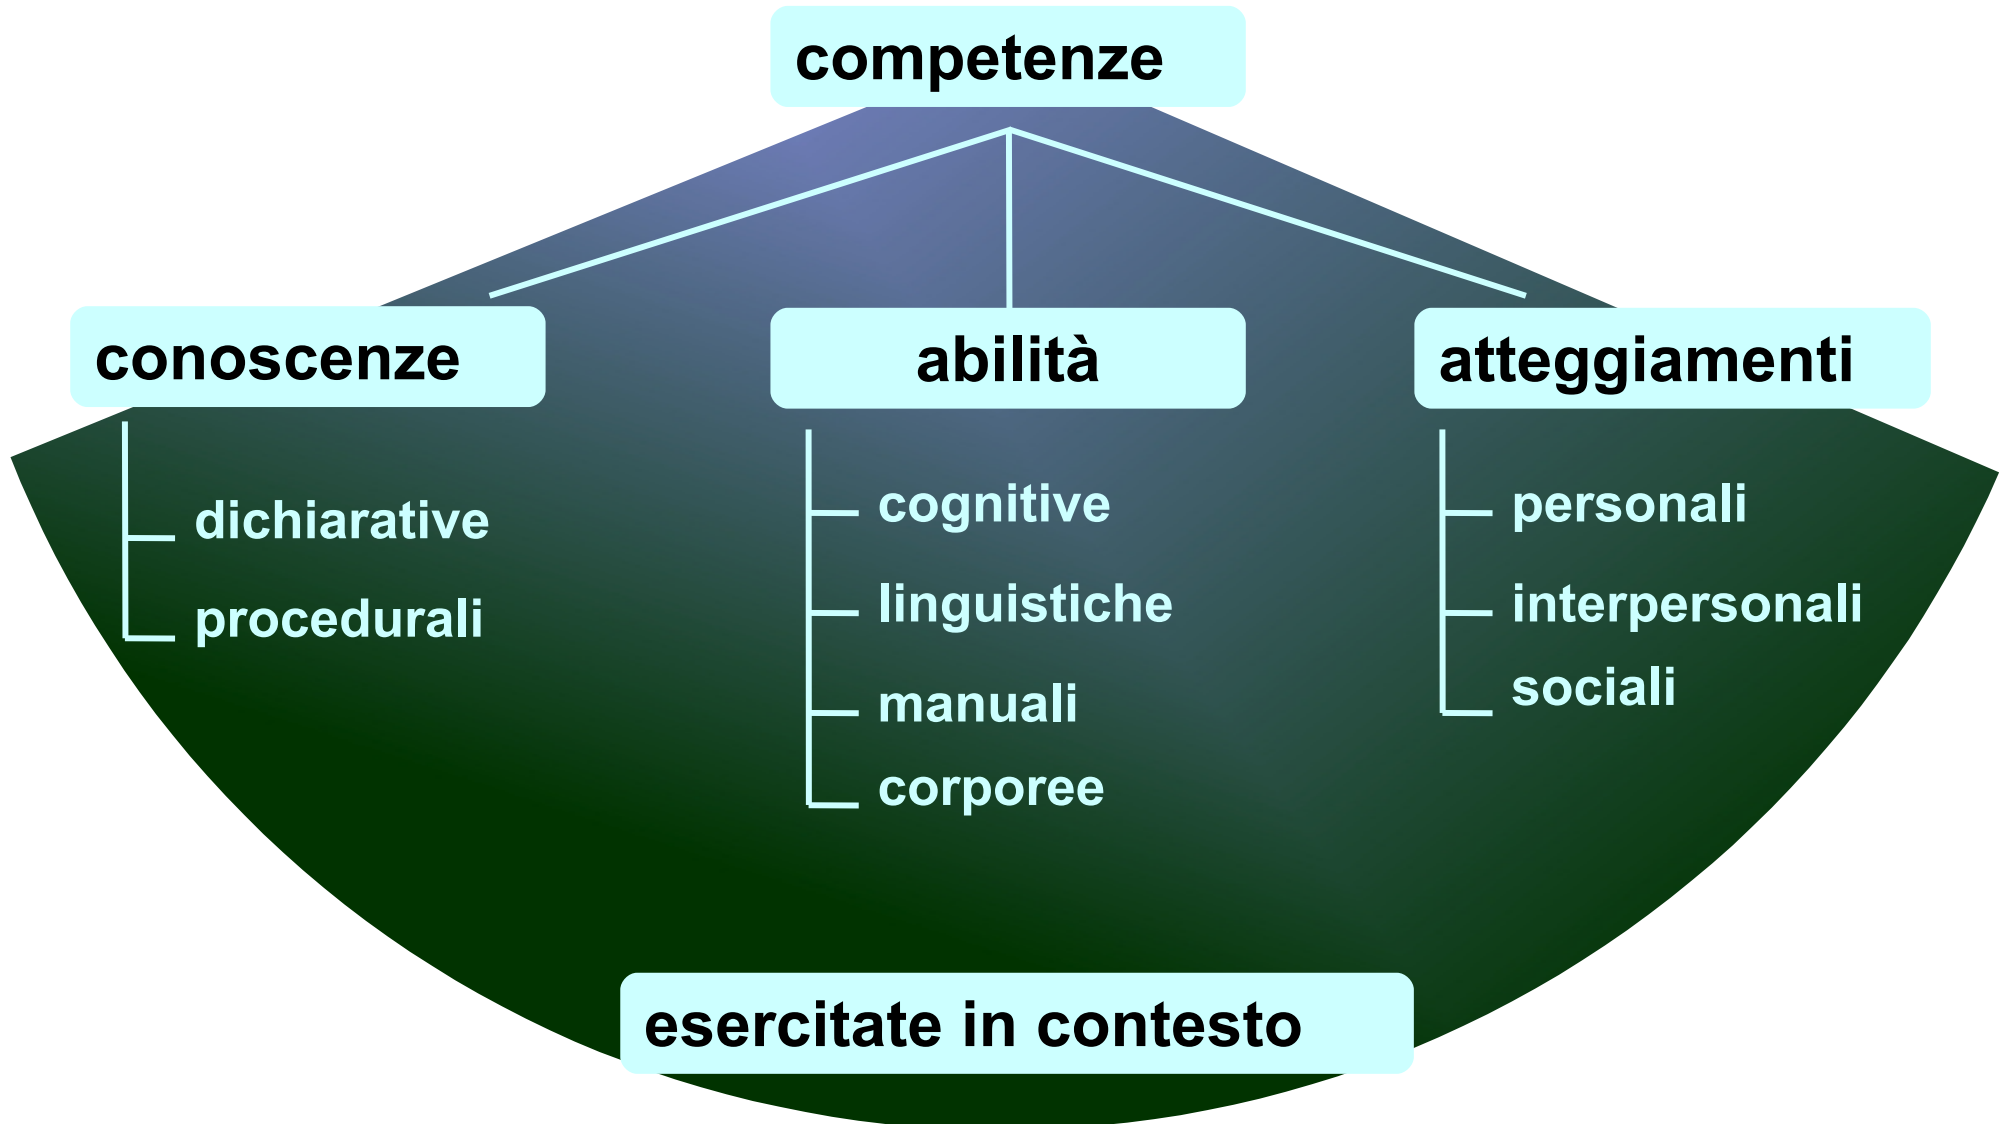 competenze
conoscenze
dichiarative
procedurali
abilità
cognitive
linguistiche
manuali
corporee
atteggiamenti
personali
interpersonali
sociali
esercitate in contesto